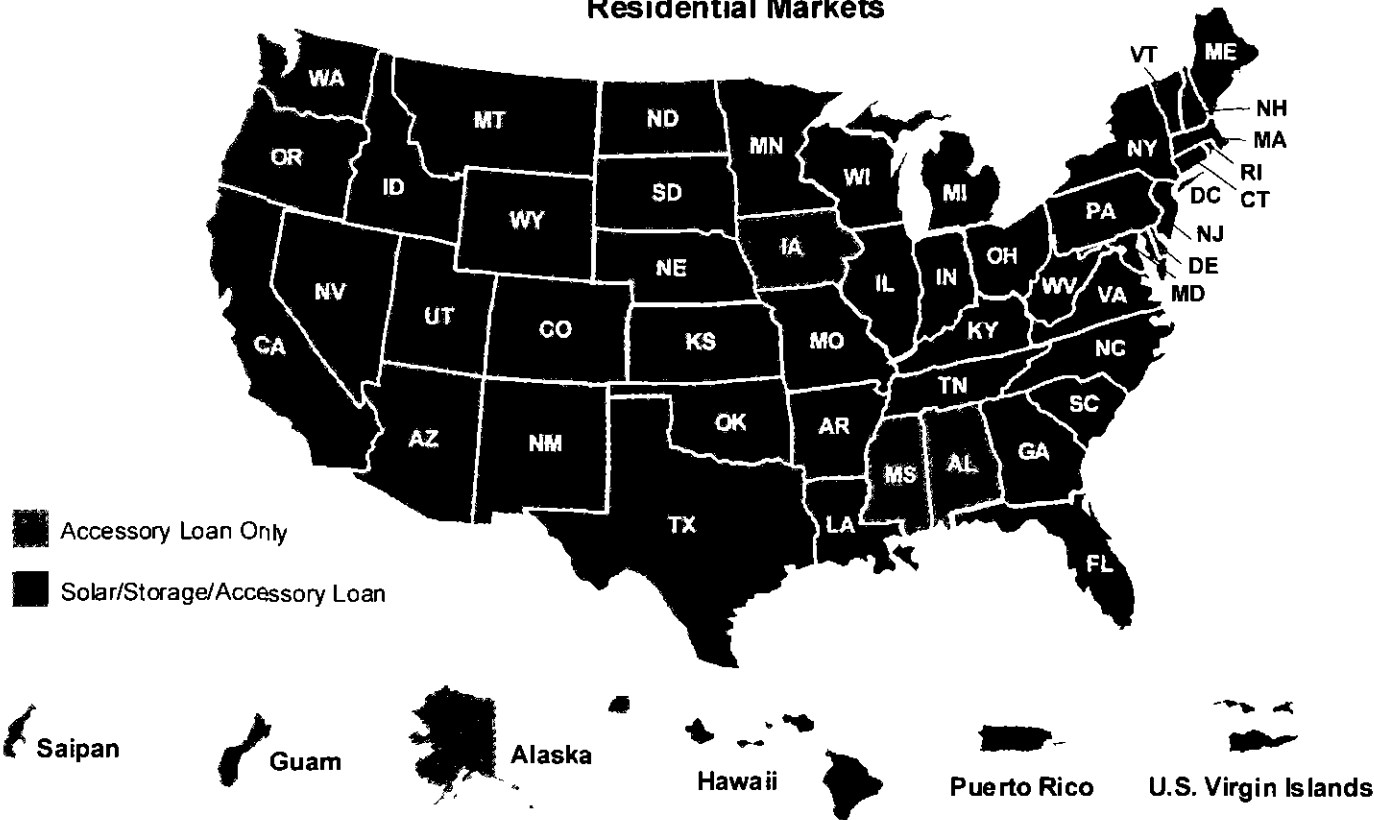 Residential Markets
WA
OR
ID
MT
ND
SD
WY
NE
MN
WI
MI
IA
IL
IN
OH
PA
NY
VT
ME
NH
MA
RI
CT
DC
NJ
DE
MD
WV
VA
NC
KY
TN
SC
NV
UT
CO
KS
MO
CA
AZ
NM
OK
AR
MS
AL
GA
TX
LA
FL
Accessory Loan Only
Solar/Storage/Accessory Loan
Saipan
Guam
Alaska
Hawaii
Puerto Rico
U.S. Virgin Islands